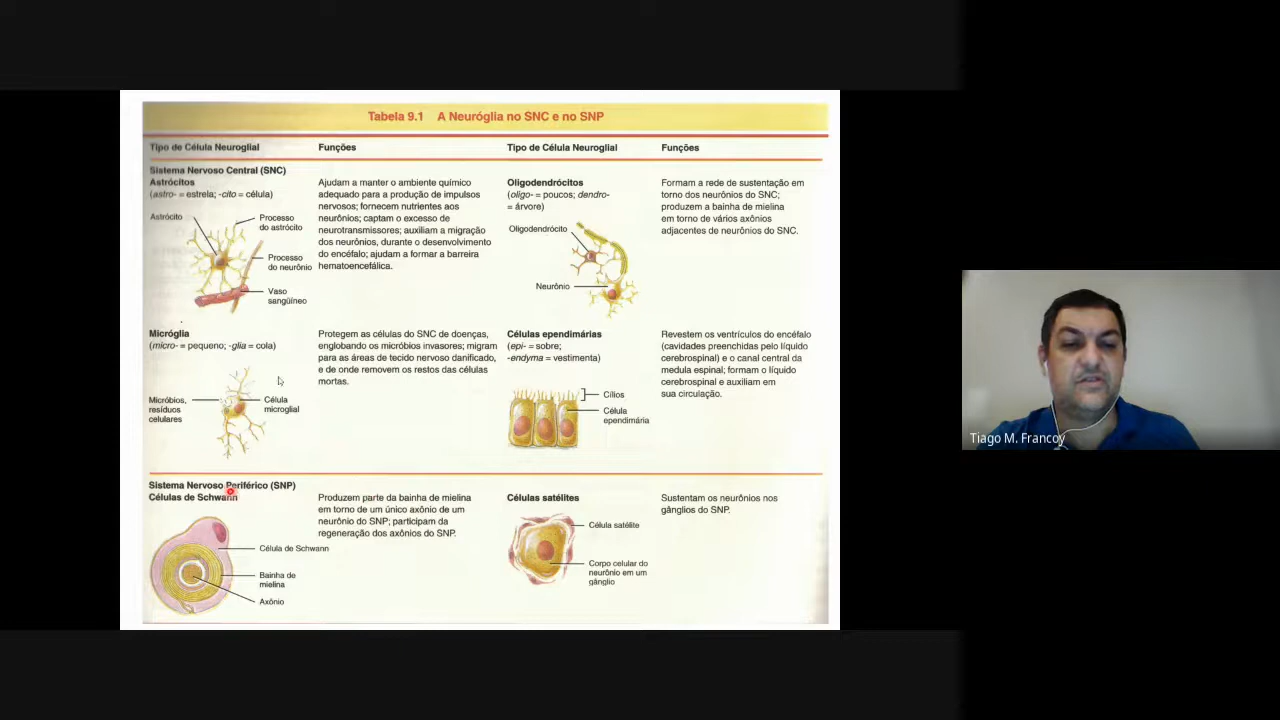 Tabela 9.1 A Neuróglia no SNC e no SNP
Tipo de Célula Neuroglial
Funções
Tipo de Célula Neuroglial
Funções
Sistema Nervoso Central (SNC)
Astrócitos
(astro- = estrela; -cito = célula)
Astrócito
Processo
do astrócito
Processo
do neurônio
Vaso
sangüíneo
Ajudam a manter o ambiente químico
adequado para a produção de impulsos
nervosos; fornecem nutrientes aos
neurônios; captam o excesso de
neurotransmissores; auxiliam a migração
dos neurônios, durante o desenvolvimento
do encéfalo; ajudam a formar a barreira
hematoencefálica.
Oligodendrócitos
(oligo- = poucos; dendro-
= árvore)
Oligodendrócito
Neurônio
Formam a rede de sustentação em
torno dos neurônios do SNC;
produzem a bainha de mielina
em torno de vários axônios
adjacentes de neurônios do SNC.
Micróglia
(micro- = pequeno; -glia = cola)
Micróbios,
resíduos
celulares
Célula
microglial
Protegem as células do SNC de doenças,
englobando os micróbios invasores; migram
para as áreas de tecido nervoso danificado,
e de onde removem os restos das células
mortas.
Células ependimárias
(epi- = sobre;
-endyma = vestimenta)
Cílios
Célula
ependimária
Revestem os ventrículos do encéfalo
(cavidades preenchidas pelo líquido
cerebrospinal) e o canal central da
medula espinal; formam o líquido
cerebrospinal e auxiliam em
sua circulação.
Sistema Nervoso Periférico (SNP)
Células de Schwann
Célula de Schwann
Bainha de
mielina
Axônio
Produzem parte da bainha de mielina
em torno de um único axônio de um
neurônio do SNP; participam da
regeneração dos axônios do SNP.
Células satélites
Célula satélite
Corpo celular do
neurônio em um
gânglio
Sustentam os neurônios nos
gânglios do SNP.
Tiago M. Francoy